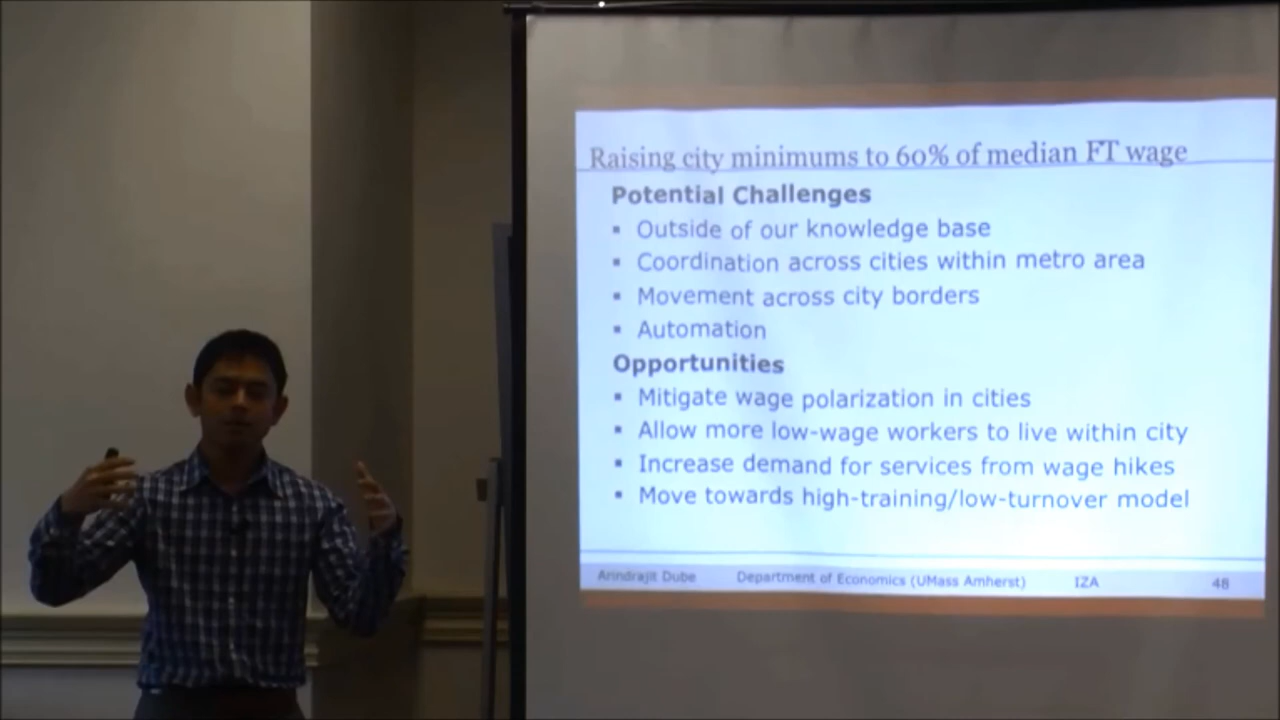 Raising city minimums to 60% of median FT wage
Potential Challenges
▪ Outside of our knowledge base
▪ Coordination across cities within metro area
▪ Movement across city borders
▪ Automation
Opportunities
▪ Mitigate wage polarization in cities
▪ Allow more low-wage workers to live within city
▪ Increase demand for services from wage hikes
▪ Move towards high-training/low-turnover model
Arindrajit Dube Department of Economics (UMass Amherst) IZA 48